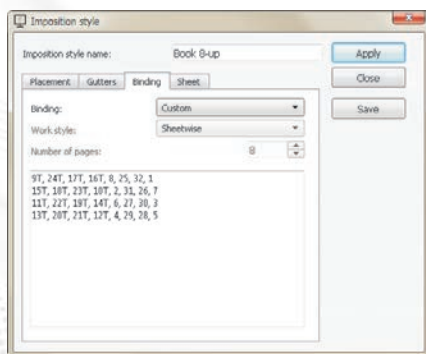 Imposition style
Imposition style name: Book 8-up Apply
Placement Gutters Binding Sheet Close
Binding: Custom Save
Work style: Sheetwise
Number of pages: 8
9T, 24T, 17T, 16T, 8, 25, 32, 1
15T, 18T, 23T, 10T, 2, 31, 26, 7
11T, 22T, 19T, 14T, 6, 27, 30, 3
13T, 20T, 21T, 12T, 4, 29, 28, 5